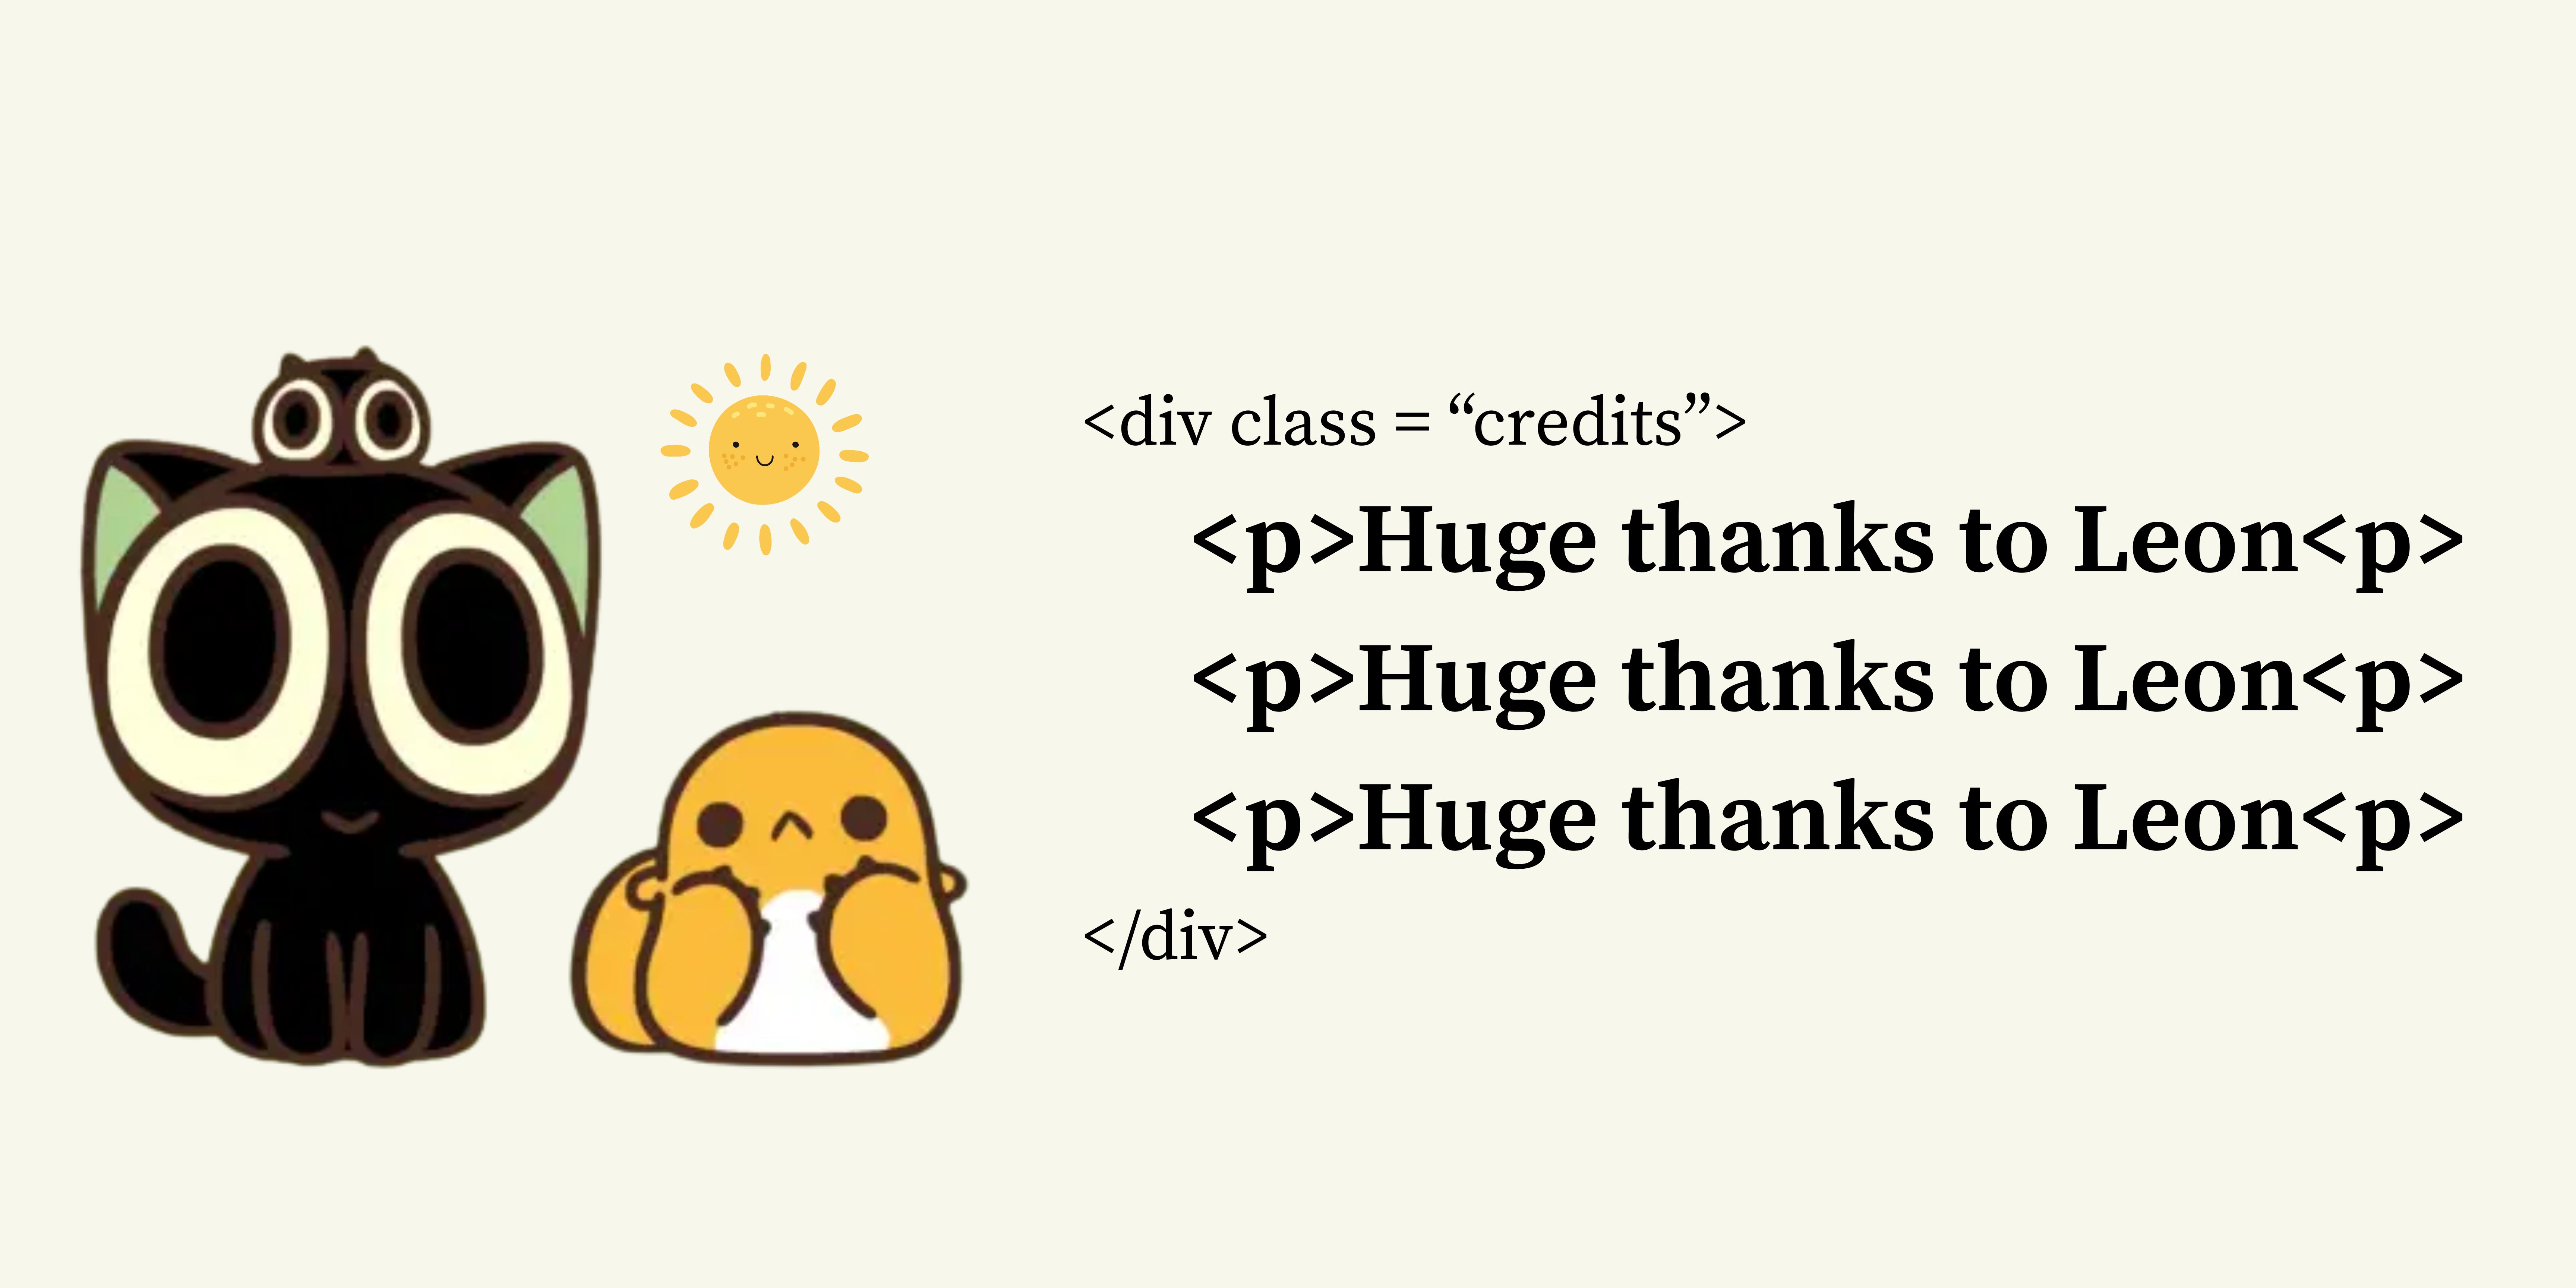 <div class = “credits”>
<p>Huge thanks to Leon<p>
<p>Huge thanks to Leon<p>
<p>Huge thanks to Leon<p>
</div>